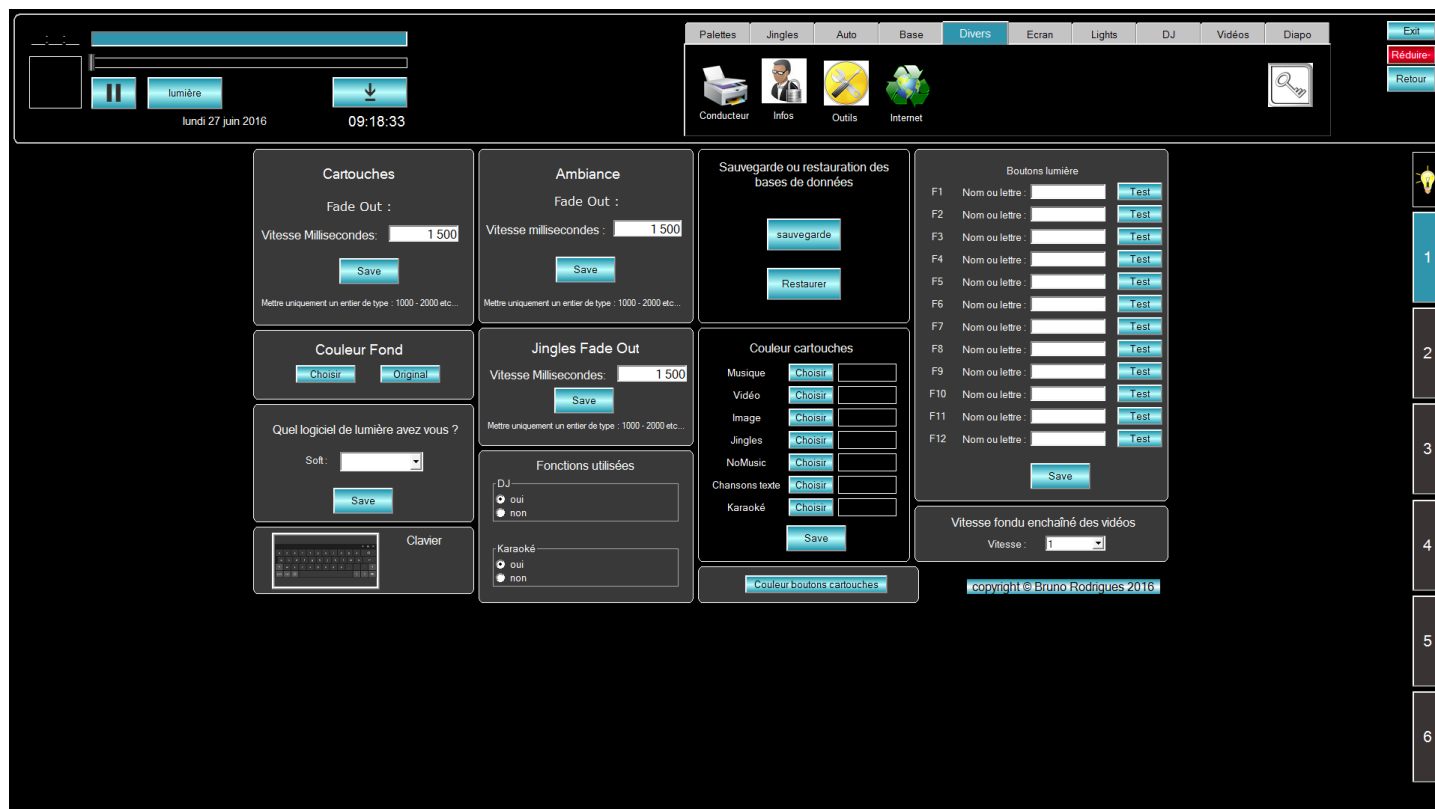 __:__:__
lumière
lundi 27 juin 2016
09:18:33
Palettes Jingles Auto Base Divers Ecran Lights DJ Vidéos Diapo
Conducteur Infos Outils Internet
Exit
Réduire-
Retour
Cartouches
Fade Out :
Vitesse Millisecondes: 1 500
Save
Mettre uniquement un entier de type : 1000 - 2000 etc...
Ambiance
Fade Out :
Vitesse millisecondes : 1 500
Save
Mettre uniquement un entier de type : 1000 - 2000 etc...
Sauvegarde ou restauration des
bases de données
sauvegarde
Restaurer
Boutons lumière
F1 Nom ou lettre : Test
F2 Nom ou lettre : Test
F3 Nom ou lettre : Test
F4 Nom ou lettre : Test
F5 Nom ou lettre : Test
F6 Nom ou lettre : Test
F7 Nom ou lettre : Test
F8 Nom ou lettre : Test
F9 Nom ou lettre : Test
F10 Nom ou lettre : Test
F11 Nom ou lettre : Test
F12 Nom ou lettre : Test
Save
Couleur Fond
Choisir Original
Jingles Fade Out
Vitesse Millisecondes: 1 500
Save
Mettre uniquement un entier de type : 1000 - 2000 etc...
Couleur cartouches
Musique Choisir
Vidéo Choisir
Image Choisir
Jingles Choisir
NoMusic Choisir
Chansons texte Choisir
Karaoké Choisir
Save
Quel logiciel de lumière avez vous ?
Soft :
Save
Fonctions utilisées
DJ
oui
non
Karaoké
oui
non
Vitesse fondu enchaîné des vidéos
Vitesse : 1
Clavier
Couleur boutons cartouches
copyright © Bruno Rodrigues 2016
1
2
3
4
5
6